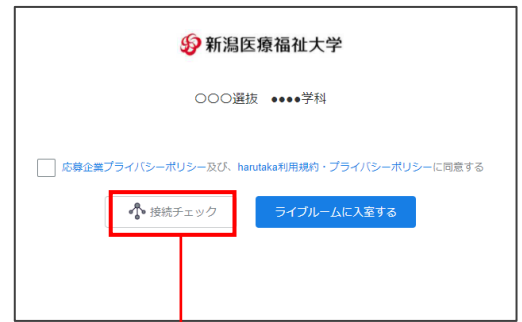 新潟医療福祉大学
○○○選抜 ●●●●学科
応募企業プライバシーポリシー及び、harutaka利用規約・プライバシーポリシーに同意する
接続チェック
ライブルームに入室する